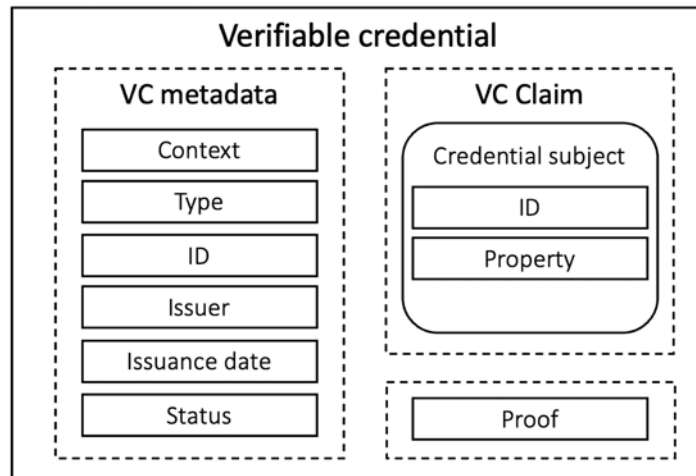 Verifiable credential
VC metadata
Context
Type
ID
Issuer
Issuance date
Status
VC Claim
Credential subject
ID
Property
Proof